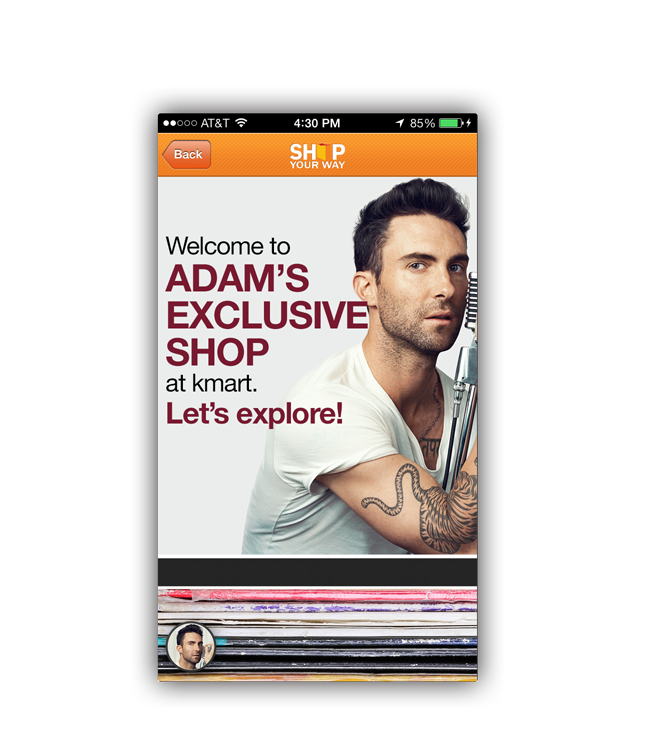 AT&T 4:30 PM 85%
Back
SHOP
YOUR WAY
Welcome to
ADAM'S
EXCLUSIVE
SHOP
at kmart.
Let's explore!